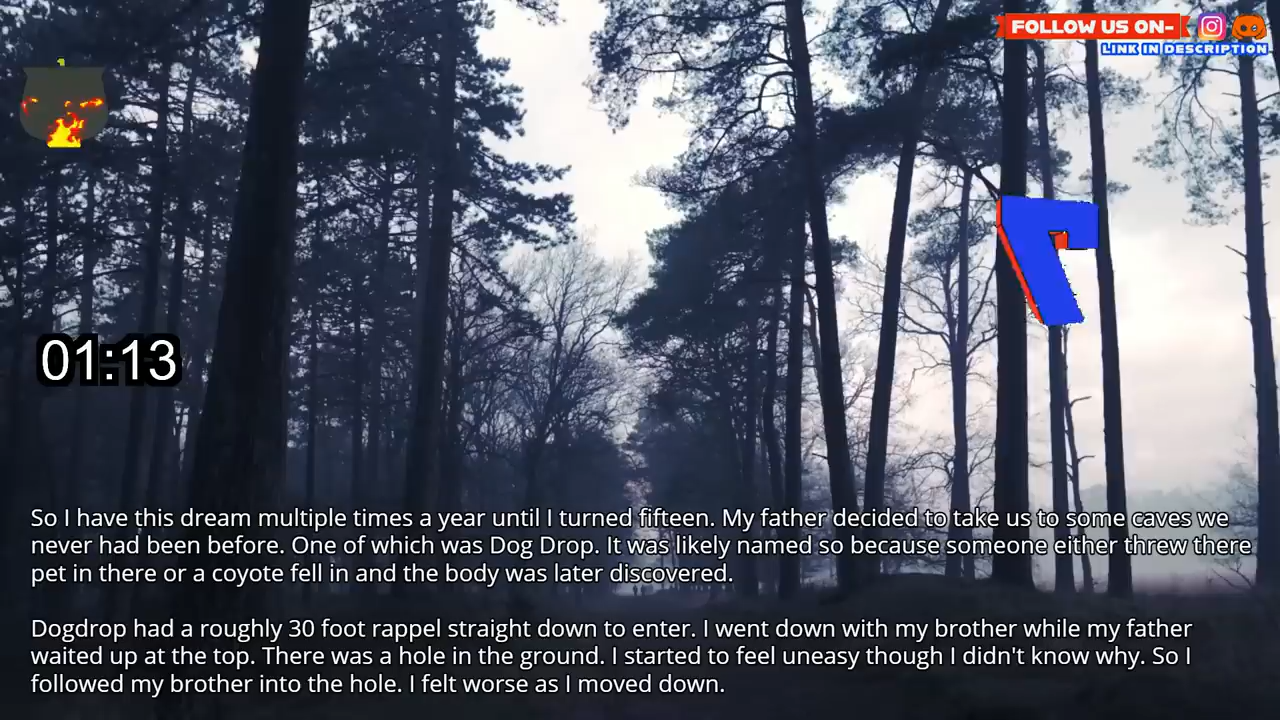 FOLLOW US ON-
LINK IN DESCRIPTION
7
01:13
So I have this dream multiple times a year until I turned fifteen. My father decided to take us to some caves we
never had been before. One of which was Dog Drop. It was likely named so because someone either threw there
pet in there or a coyote fell in and the body was later discovered.
Dogdrop had a roughly 30 foot rappel straight down to enter. I went down with my brother while my father
waited up at the top. There was a hole in the ground. I started to feel uneasy though I didn't know why. So I
followed my brother into the hole. I felt worse as I moved down.